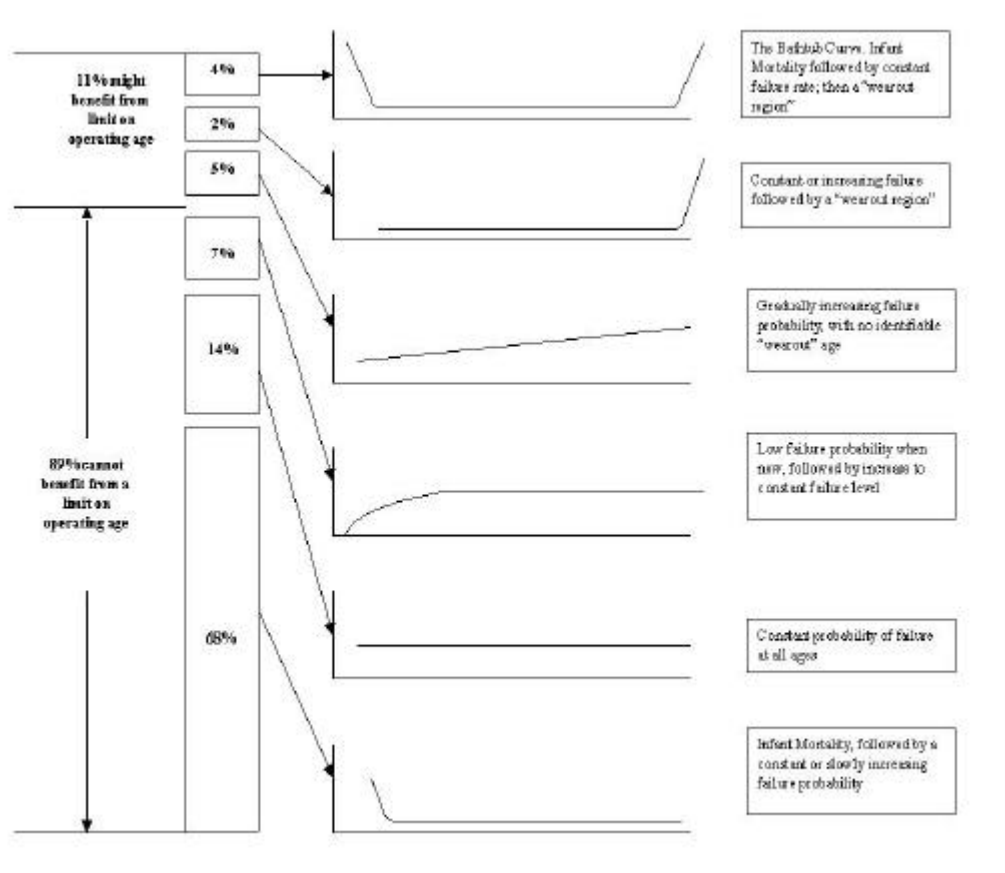 11% might
benefit from
limit on
operating age
4%
2%
5%
7%
14%
68%
89% cannot
benefit from a
limit on
operating age
The Bathtub Curve. Infant
Mortality followed by constant
failure rate; then a "wearout
region"
Constant or increasing failure
followed by a "wearout region"
Gradually increasing failure
probability, with no identifiable
"wearout" age
Low failure probability when
new, followed by increase to
constant failure level
Constant probability of failure
at all ages
Infant Mortality, followed by a
constant or slowly increasing
failure probability